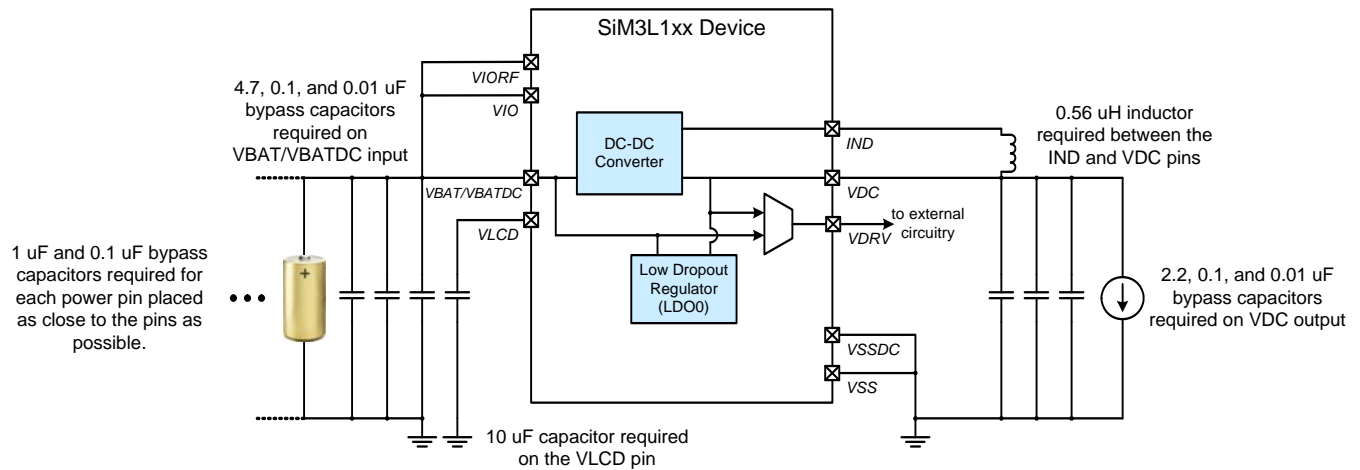 SiM3L1xx Device
VIORF
VIO
4.7, 0.1, and 0.01 uF
bypass capacitors
required on
VBAT/VBATDC input
DC-DC
Converter
IND
0.56 uH inductor
required between the
IND and VDC pins
VBAT/VBATDC
VDC
VLCD
VDRV
to external
circuitry
1 uF and 0.1 uF bypass
capacitors required for
each power pin placed
as close to the pins as
possible.
+
Low Dropout
Regulator
(LDO0)
2.2, 0.1, and 0.01 uF
bypass capacitors
required on VDC output
VSSDC
VSS
10 uF capacitor required
on the VLCD pin